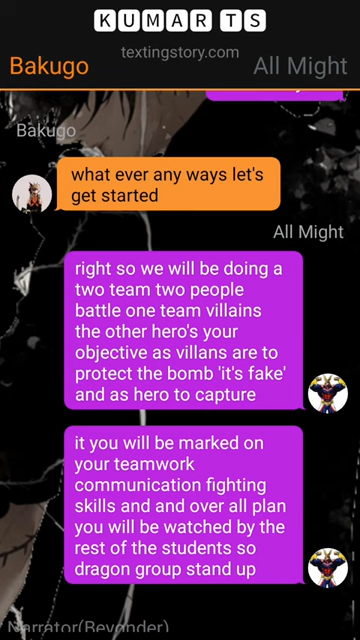 KUMAR TS
textingstory.com
Bakugo
All Might
Bakugo
what ever any ways let's
get started
All Might
right so we will be doing a
two team two people
battle one team villains
the other hero's your
objective as villans are to
protect the bomb 'it's fake'
and as hero to capture
it you will be marked on
your teamwork
communication fighting
skills and and over all plan
you will be watched by the
rest of the students so
dragon group stand up
Narrator(Beyonder)